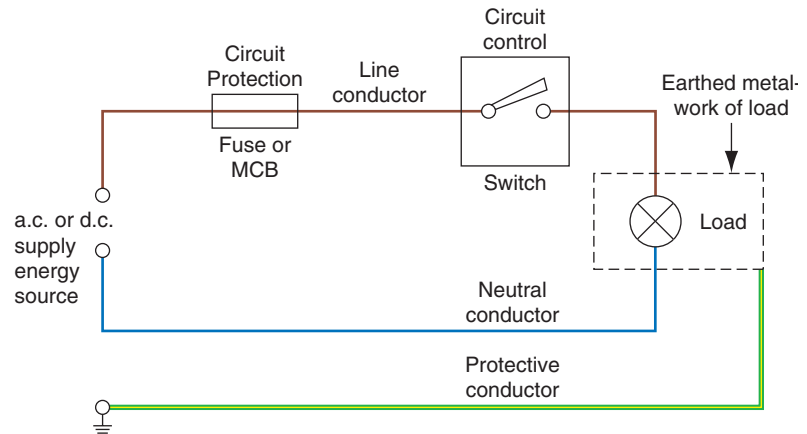 Circuit
control
Circuit
Protection
Line
conductor
Earthed metal-
work of load
Fuse or
MCB
Switch
Load
a.c. or d.c.
supply
energy
source
Neutral
conductor
Protective
conductor